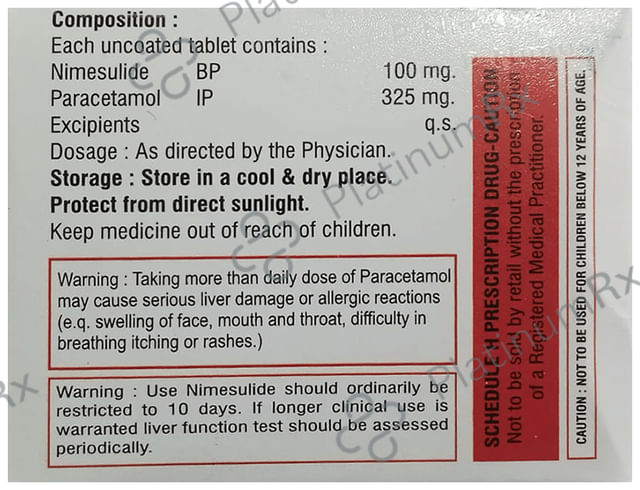 Composition :
Each uncoated tablet contains :
Nimesulide BP 100 mg.
Paracetamol IP 325 mg.
Excipients q.s.
Dosage : As directed by the Physician.
Storage : Store in a cool & dry place.
Protect from direct sunlight.
Keep medicine out of reach of children.
Warning : Taking more than daily dose of Paracetamol
may cause serious liver damage or allergic reactions
(e.q. swelling of face, mouth and throat, difficulty in
breathing itching or rashes.)
Warning : Use Nimesulide should ordinarily be
restricted to 10 days. If longer clinical use is
warranted liver function test should be assessed
periodically.
SCHEDULE H PRESCRIPTION DRUG-CAUTION
Not to be sold by retail without the prescription
of a Registered Medical Practitioner.
CAUTION : NOT TO BE USED FOR CHILDREN BELOW 12 YEARS OF AGE.
PlatinumRx
PlatinumRx
Rx